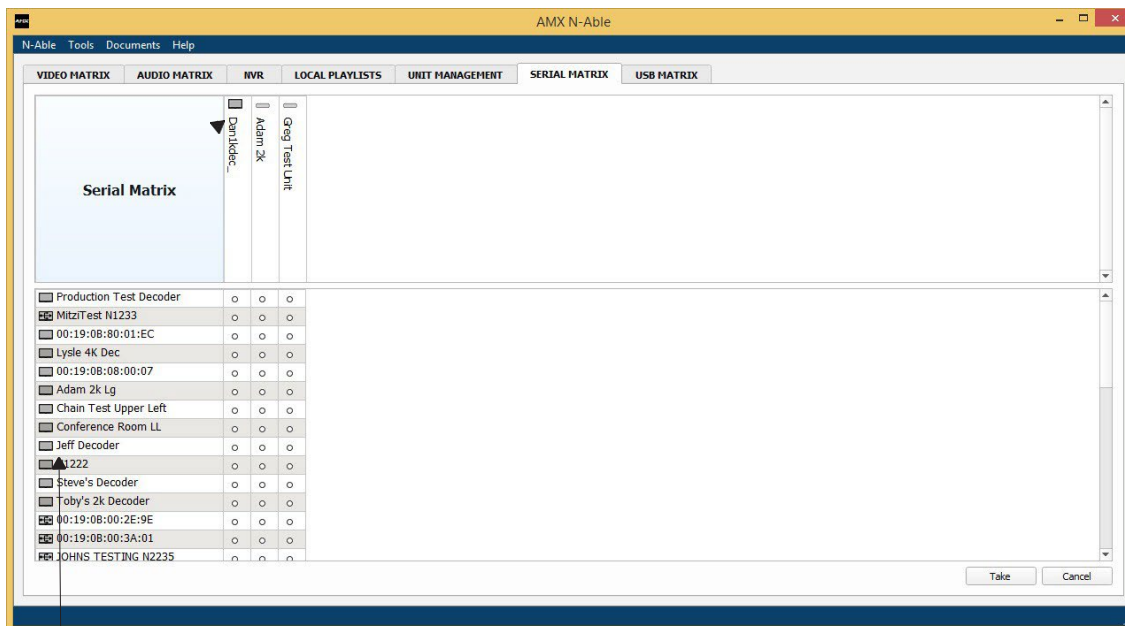 AMX
AMX N-Able
N-Able Tools Documents Help
VIDEO MATRIX AUDIO MATRIX NVR LOCAL PLAYLISTS UNIT MANAGEMENT SERIAL MATRIX USB MATRIX
Serial Matrix
Dan1kdec_
Adam 2k
Greg Test Unit
Production Test Decoder
MitziTest N1233
00:19:0B:80:01:EC
Lysle 4K Dec
00:19:0B:08:00:07
Adam 2k Lg
Chain Test Upper Left
Conference Room LL
Jeff Decoder
1222
Steve's Decoder
Toby's 2k Decoder
00:19:0B:00:2E:9E
00:19:0B:00:3A:01
JOHNS TESTING N2235
Take Cancel